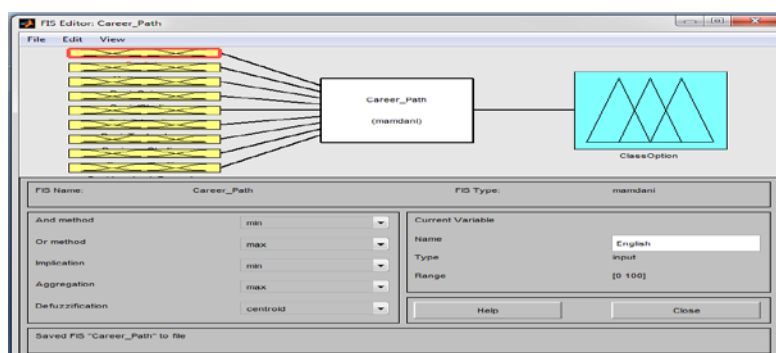 FIS Editor: Career_Path
File Edit View
Career_Path
(mamdani)
ClassOption
FIS Name: Career_Path FIS Type: mamdani
And method min
Or method max
Implication min
Aggregation max
Defuzzification centroid
Current Variable
Name English
Type input
Range [0 100]
Help Close
Saved FIS "Career_Path" to file